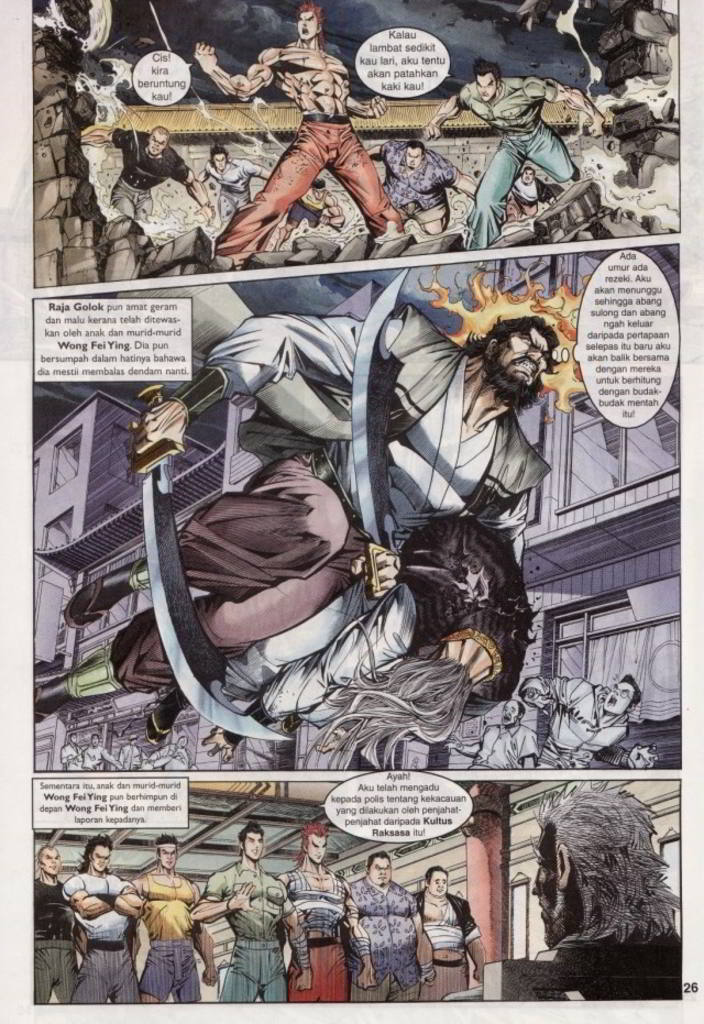 Cis!
kira
beruntung
kau!
Kalau
lambat sedikit
kau lari, aku tentu
akan patahkan
kaki kau!
Raja Golok pun amat geram
dan malu kerana telah ditewas-
kan oleh anak dan murid-murid
Wong Fei Ying. Dia pun
bersumpah dalam hatinya bahawa
dia mestii membalas dendam nanti.
Ada
umur ada
rezeki. Aku
akan menunggu
sehingga abang
sulong dan abang
ngah keluar
daripada pertapaan
selepas itu baru aku
akan balik bersama
dengan mereka
untuk berhitung
dengan budak-
budak mentah
itu!
Sementara itu, anak dan murid-murid
Wong Fei Ying pun berhimpun di
depan Wong Fei Ying dan memberi
laporan kepadanya.
Ayah!
Aku telah mengadu
kepada polis tentang kekacauan
yang dilakukan oleh penjahat-
penjahat daripada Kultus
Raksasa itu!
26